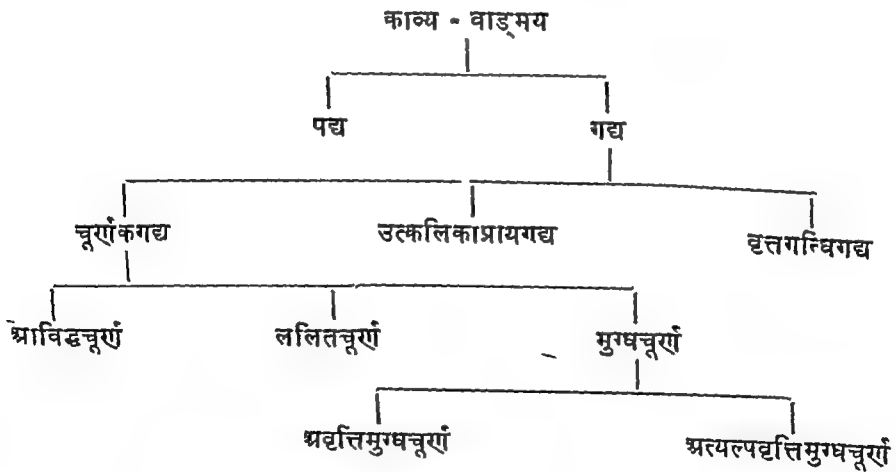 काव्य - वाड्मय
पद्य गद्य
चूर्णकगद्य उत्कलिकाप्रायगद्य वृत्तगन्धिगद्य
आविद्धचूर्ण ललितचूर्ण मुग्धचूर्ण
अवृत्तिमुग्धचूर्ण अत्यल्पवृत्तिमुग्धचूर्ण